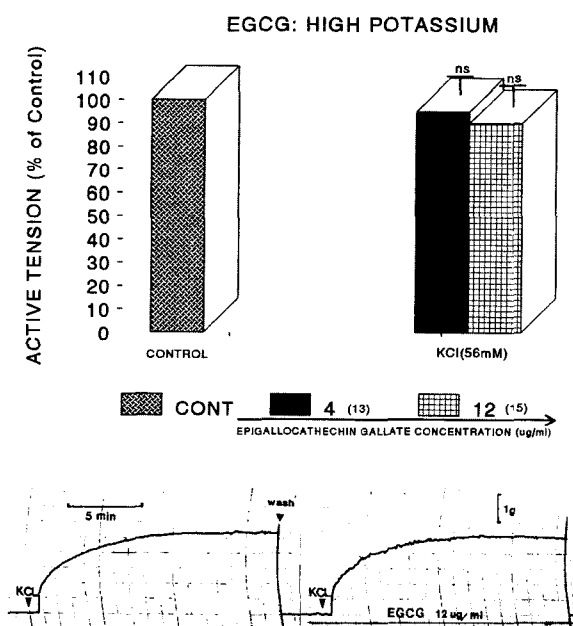 EGCG: HIGH POTASSIUM
ns
ns
ACTIVE TENSION (% of Control)
110
100
90
80
70
60
50
40
30
20
10
0
CONTROL
KCl(56mM)
CONT 4 (13) 12 (15)
EPIGALLOCATHECHIN GALLATE CONCENTRATION (ug/ml)
wash
5 min
1g
KCl
KCl
EGCG 12ug/ml